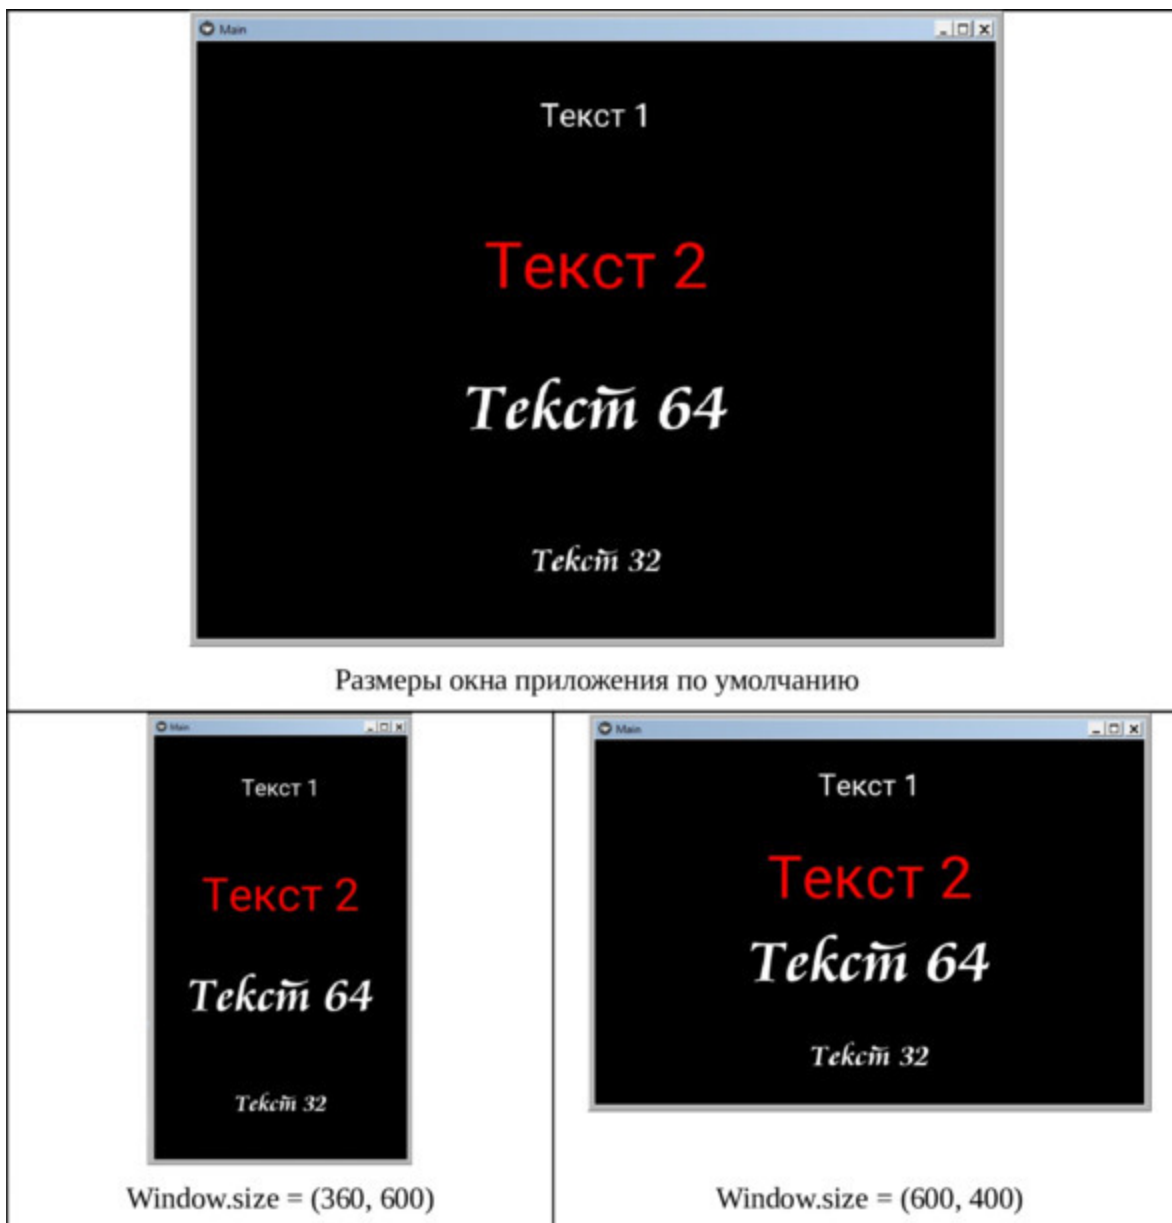 Main
Текст 1
Текст 2
Текст 64
Текст 32
Размеры окна приложения по умолчанию
Main
Текст 1
Текст 2
Текст 64
Текст 32
Window.size = (360, 600)
Main
Текст 1
Текст 2
Текст 64
Текст 32
Window.size = (600, 400)